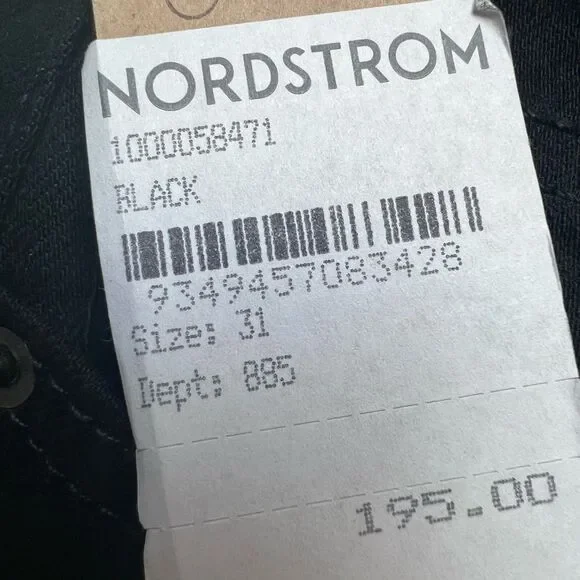 NORDSTROM
1000058471
BLACK
9349457083428
Size: 31
Dept: 885
195.00